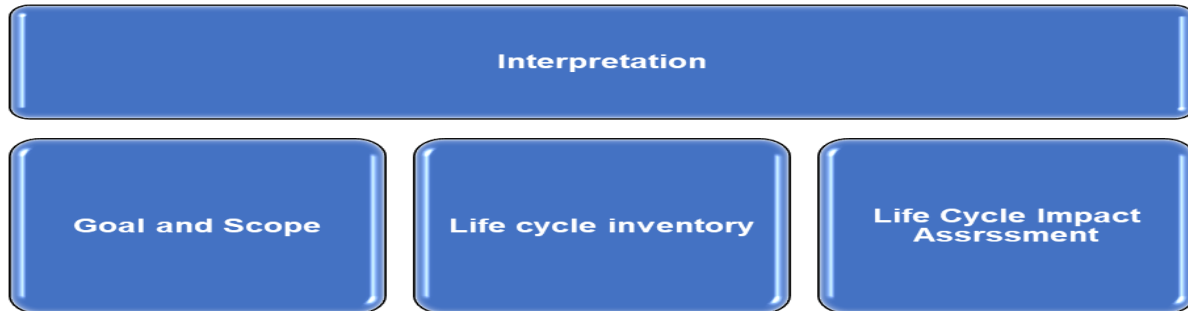 Interpretation
Goal and Scope
Life cycle inventory
Life Cycle Impact
Assrssment